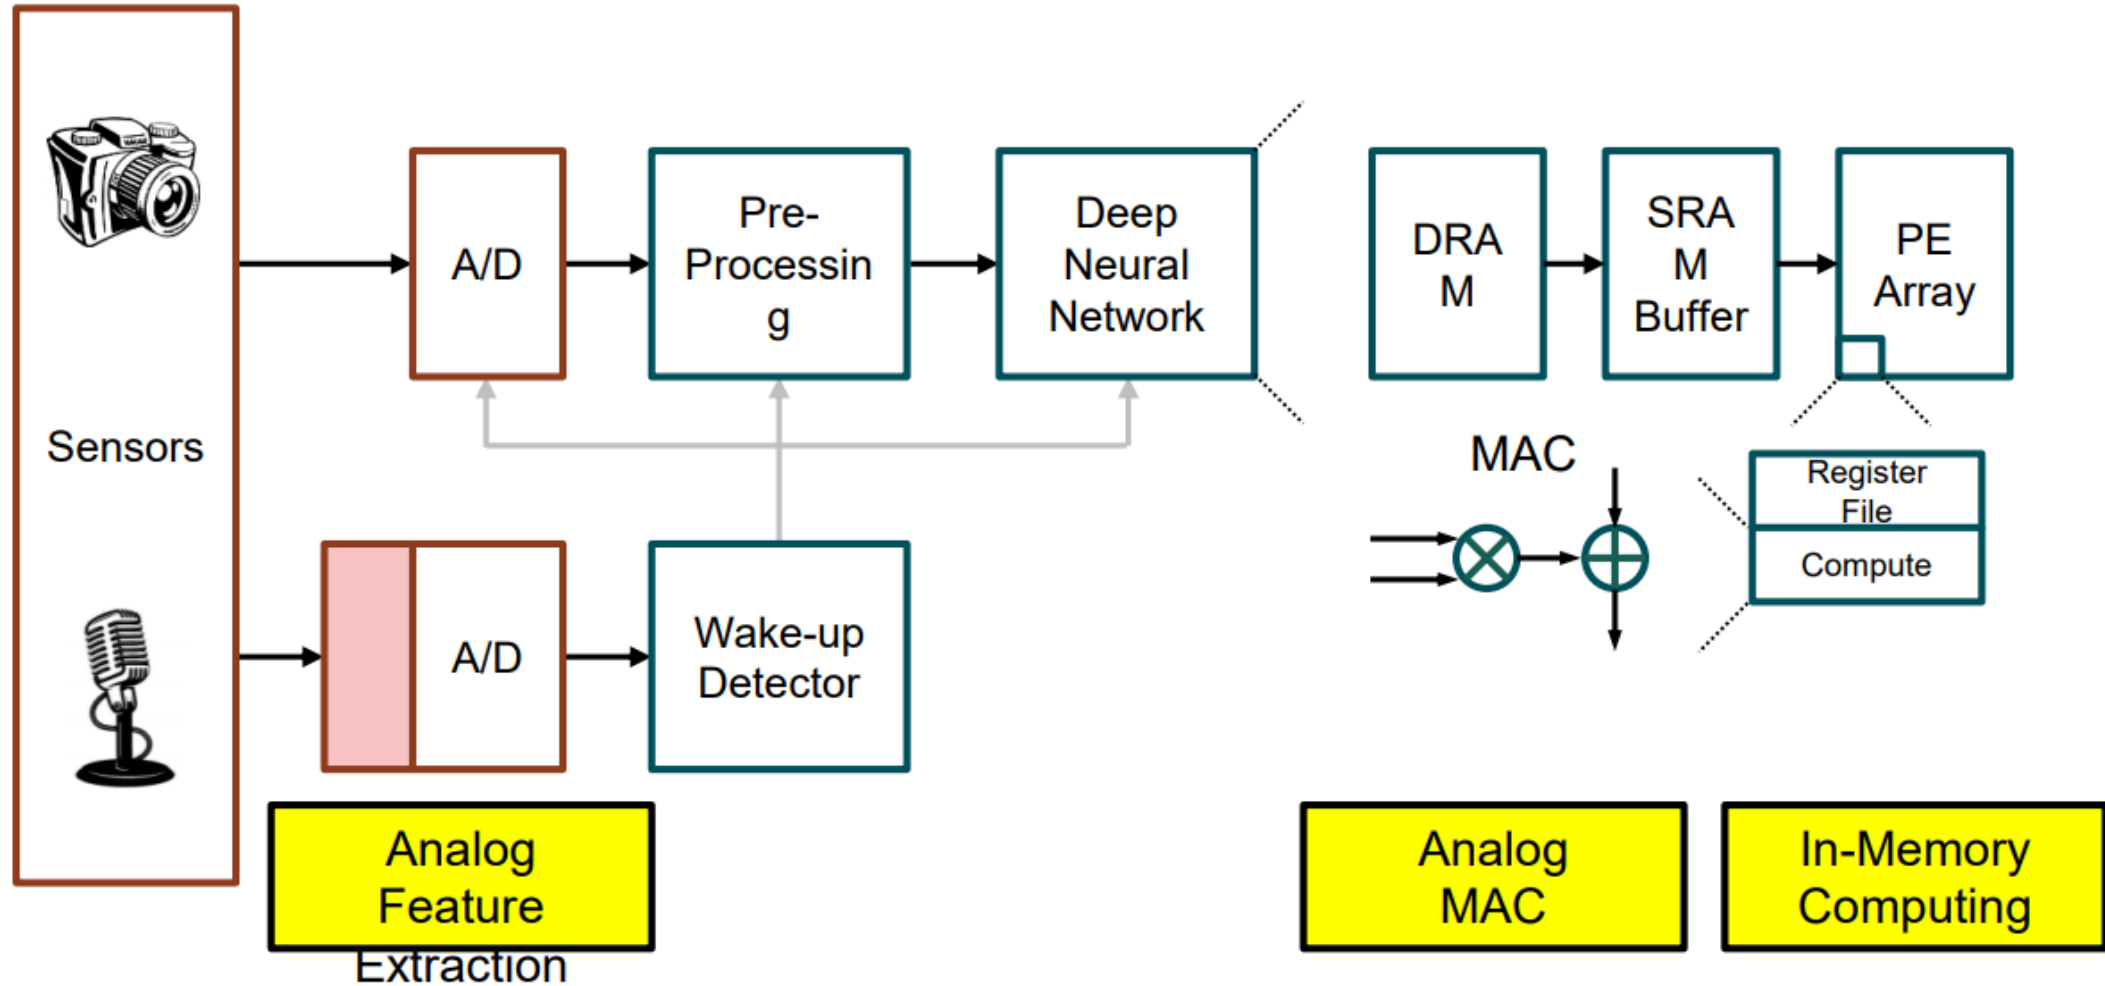 Sensors
A/D
Pre-
Processin
g
Deep
Neural
Network
DRA
M
SRA
M
Buffer
PE
Array
MAC
Register
File
Compute
A/D
Wake-up
Detector
Analog
Feature
Extraction
Analog
MAC
In-Memory
Computing